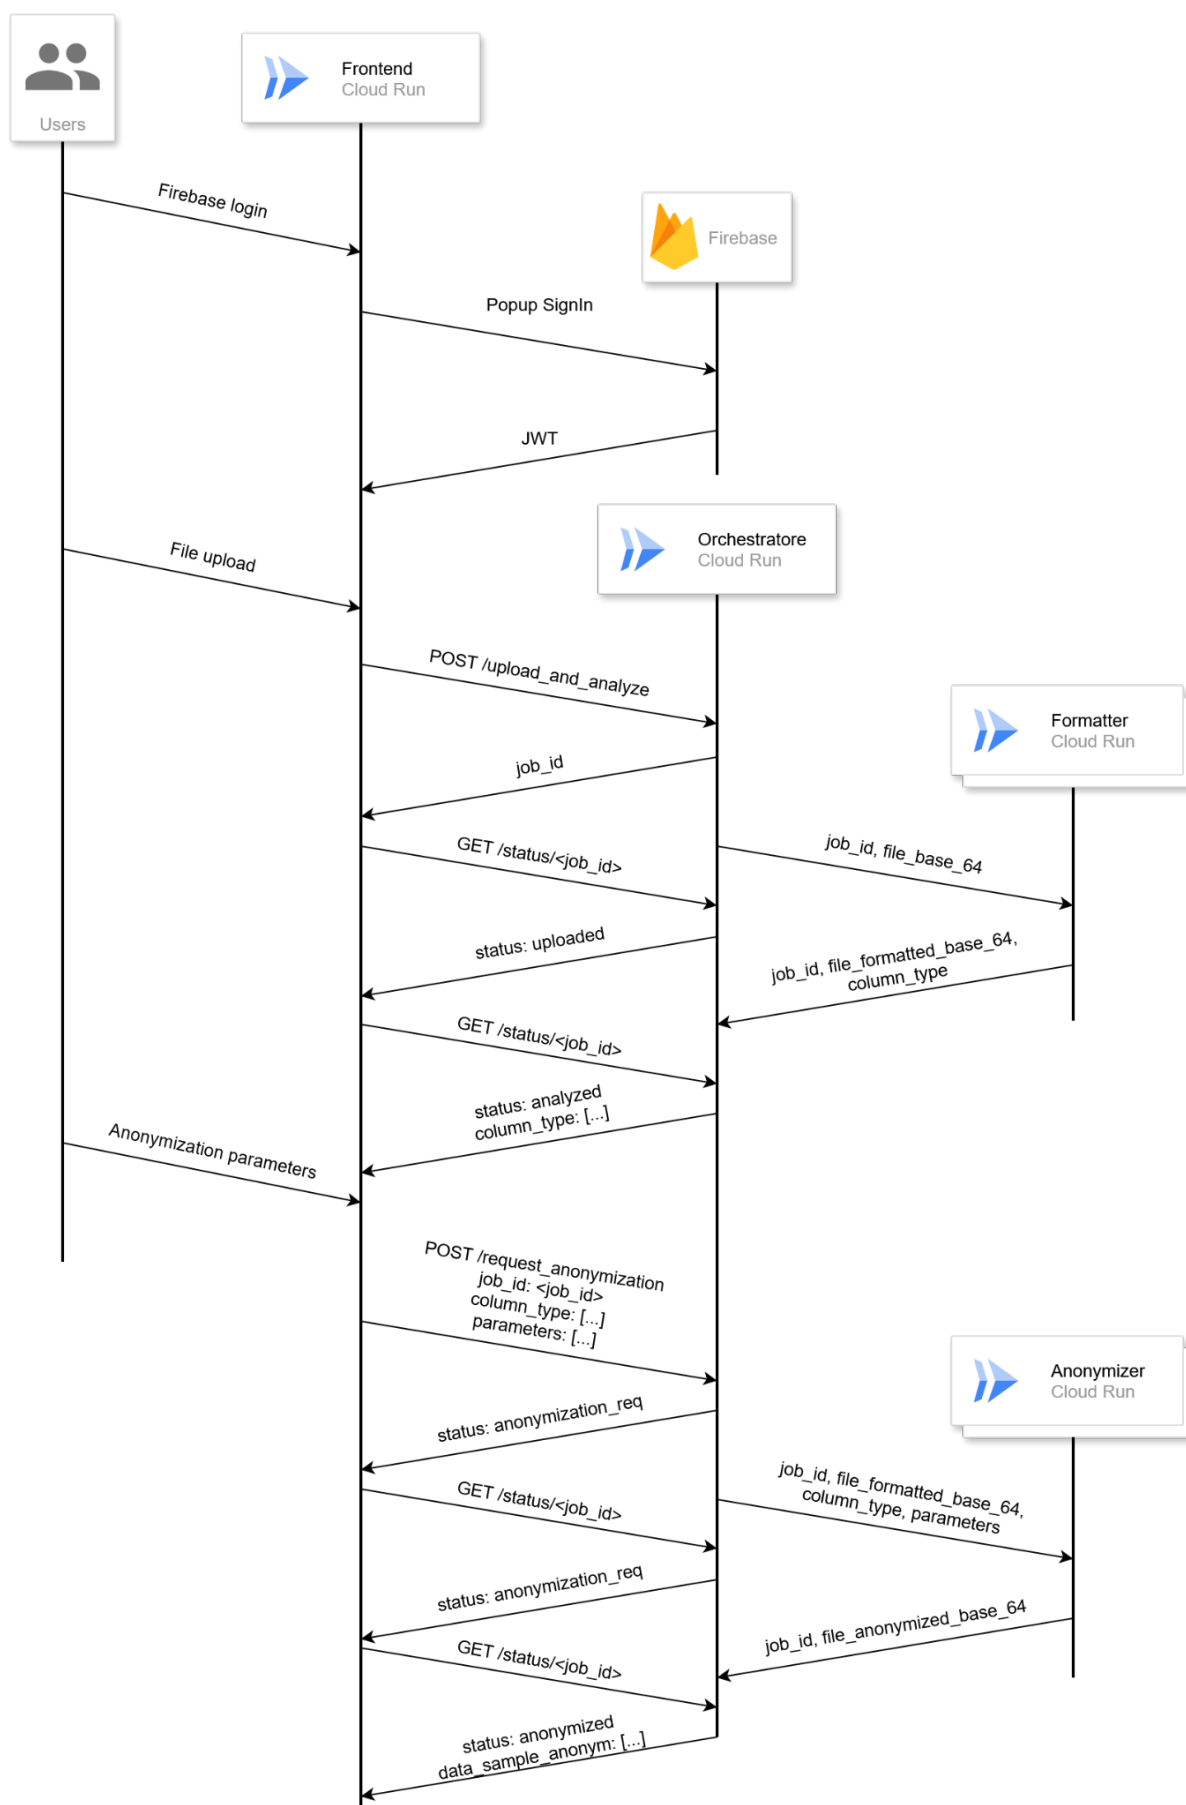 Users
Frontend
Cloud Run
Firebase login
Firebase
Popup SignIn
JWT
Orchestratore
Cloud Run
File upload
POST /upload_and_analyze
Formatter
Cloud Run
job_id
GET /status/<job_id>
job_id, file_base_64
status: uploaded
job_id, file_formatted_base_64,
column_type
GET /status/<job_id>
status: analyzed
column_type: [...]
Anonymization parameters
POST /request_anonymization
job_id: <job_id>
column_type: [...]
parameters: [...]
Anonymizer
Cloud Run
status: anonymization_req
GET /status/<job_id>
job_id, file_formatted_base_64,
column_type, parameters
status: anonymization_req
job_id, file_anonymized_base_64
GET /status/<job_id>
status: anonymized
data_sample_anonym: [...]